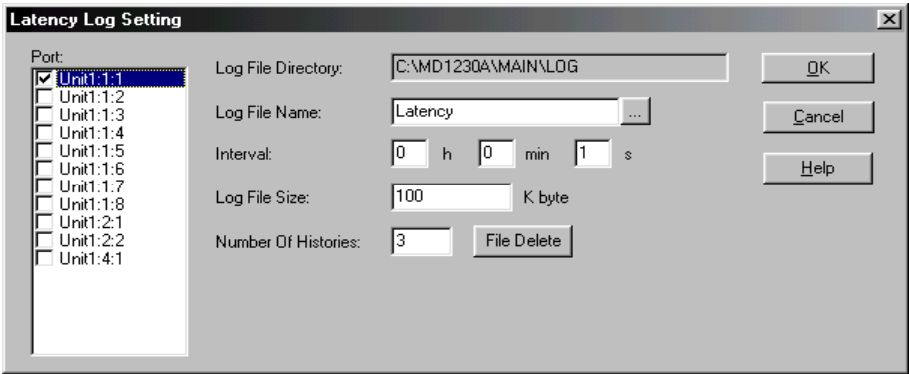 Latency Log Setting
Port:
Unit1:1:1
Unit1:1:2
Unit1:1:3
Unit1:1:4
Unit1:1:5
Unit1:1:6
Unit1:1:7
Unit1:1:8
Unit1:2:1
Unit1:2:2
Unit1:4:1
Log File Directory: C:\MD1230A\MAIN\LOG
Log File Name: Latency ...
Interval: 0 h 0 min 1 s
Log File Size: 100 K byte
Number Of Histories: 3 File Delete
OK
Cancel
Help